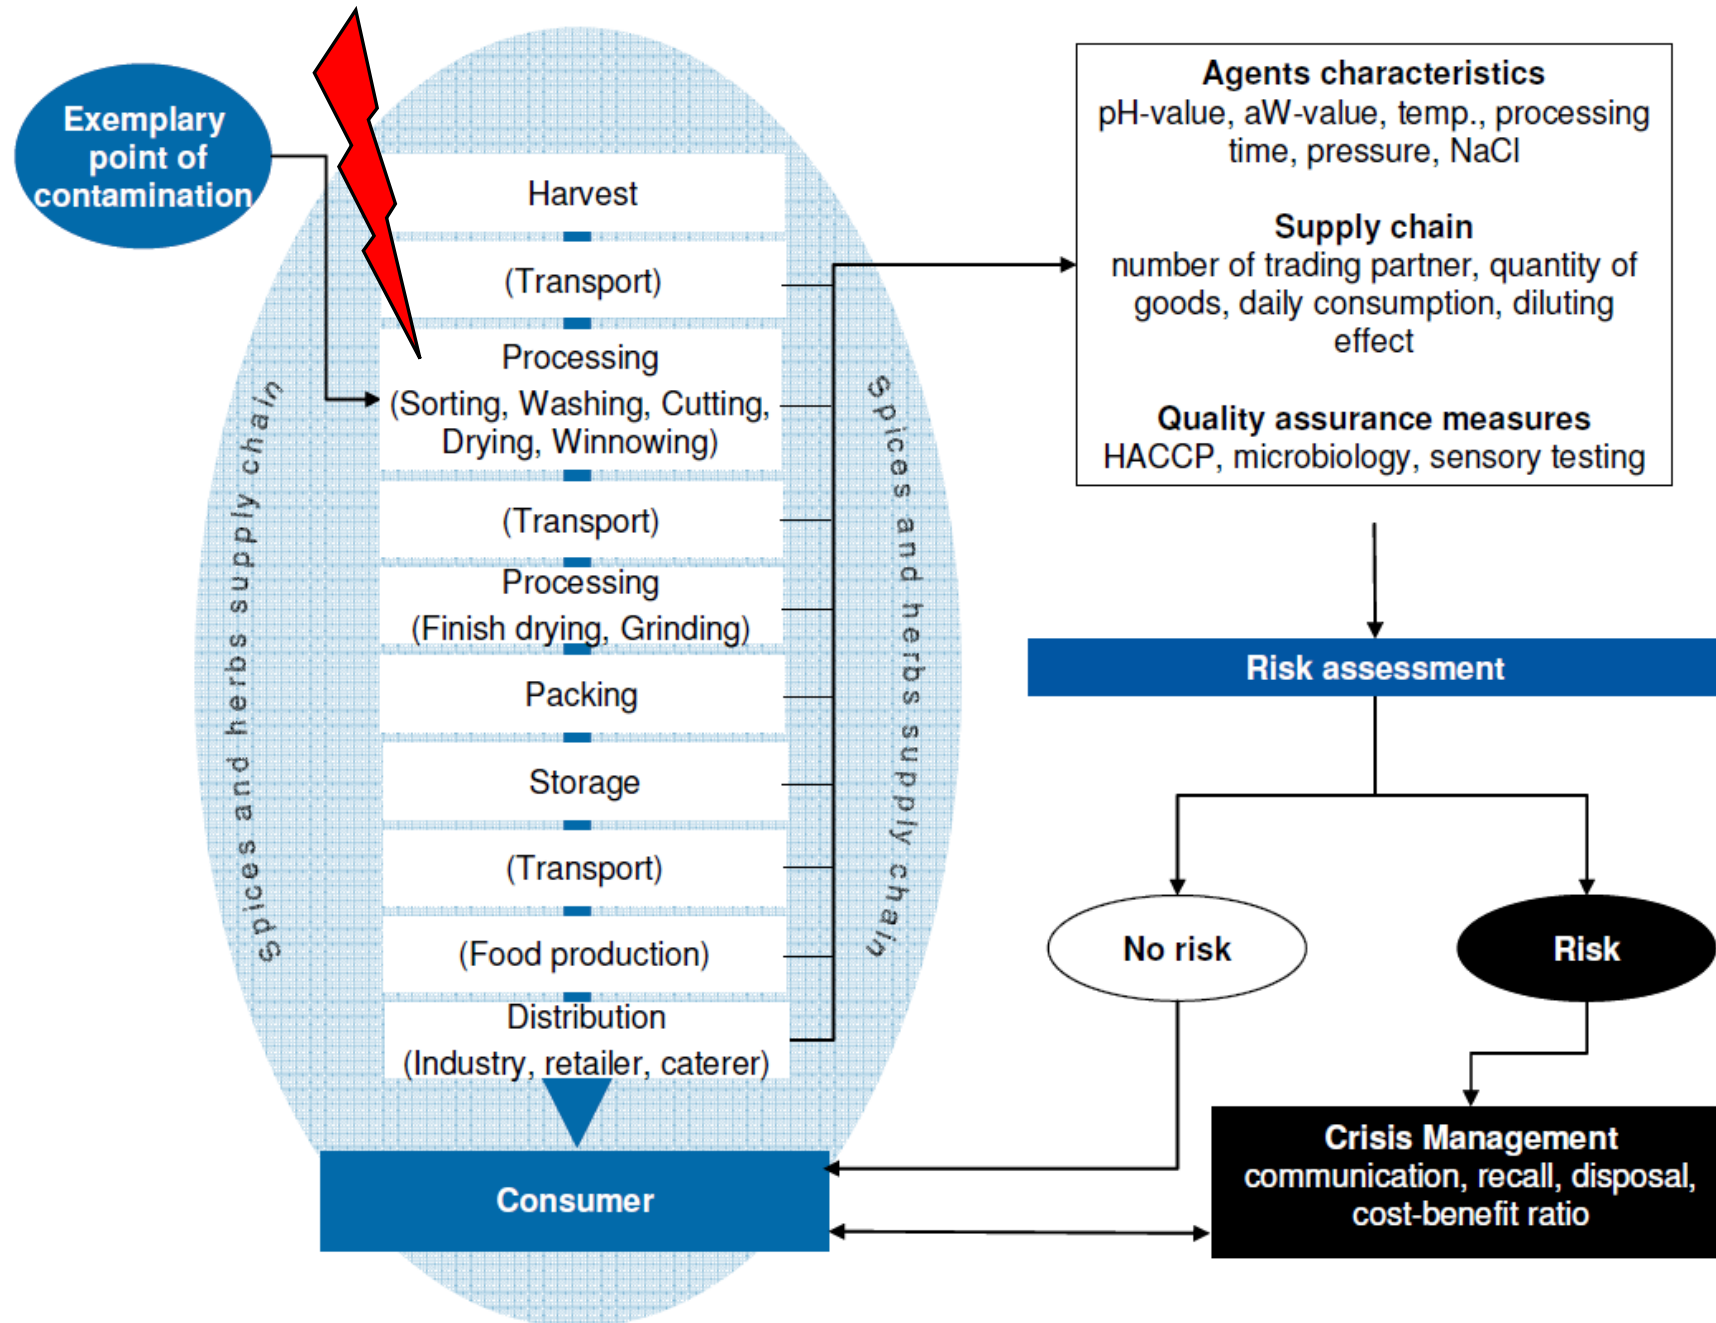 Exemplary
point of
contamination
Harvest
(Transport)
Processing
(Sorting, Washing, Cutting,
Drying, Winnowing)
(Transport)
Processing
(Finish drying, Grinding)
Packing
Storage
(Transport)
(Food production)
Distribution
(Industry, retailer, caterer)
Consumer
Spices and herbs supply chain
Spices and herbs supply chain
Agents characteristics
pH-value, aW-value, temp., processing
time, pressure, NaCl
Supply chain
number of trading partner, quantity of
goods, daily consumption, diluting
effect
Quality assurance measures
HACCP, microbiology, sensory testing
Risk assessment
No risk
Risk
Crisis Management
communication, recall, disposal,
cost-benefit ratio